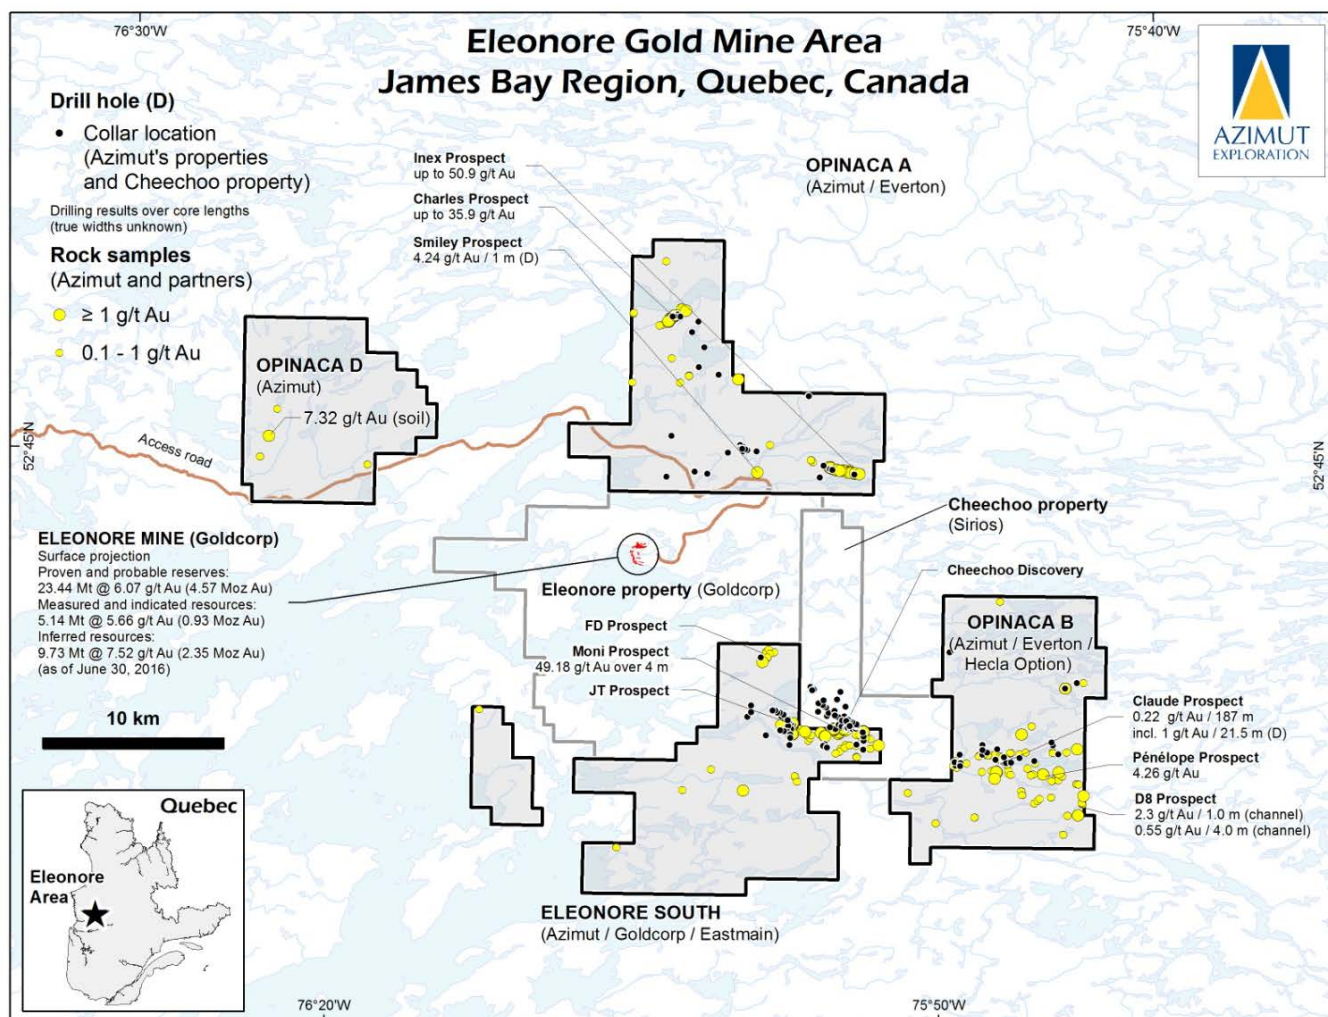 76°30'W
75°40'W
Eleonore Gold Mine Area
James Bay Region, Quebec, Canada
AZIMUT
EXPLORATION
Drill hole (D)
Collar location
(Azimut's properties
and Cheechoo property)
Drilling results over core lengths
(true widths unknown)
Rock samples
(Azimut and partners)
≥ 1 g/t Au
0.1 - 1 g/t Au
Inex Prospect
up to 50.9 g/t Au
Charles Prospect
up to 35.9 g/t Au
Smiley Prospect
4.24 g/t Au / 1 m (D)
OPINACA A
(Azimut / Everton)
OPINACA D
(Azimut)
7.32 g/t Au (soil)
52°45'N
Access road
52°45'N
ELEONORE MINE (Goldcorp)
Surface projection
Proven and probable reserves:
23.44 Mt @ 6.07 g/t Au (4.57 Moz Au)
Measured and indicated resources:
5.14 Mt @ 5.66 g/t Au (0.93 Moz Au)
Inferred resources:
9.73 Mt @ 7.52 g/t Au (2.35 Moz Au)
(as of June 30, 2016)
Cheechoo property
(Sirios)
Cheechoo Discovery
Eleonore property (Goldcorp)
FD Prospect
Moni Prospect
49.18 g/t Au over 4 m
JT Prospect
OPINACA B
(Azimut / Everton /
Hecla Option)
Claude Prospect
0.22 g/t Au / 187 m
incl. 1 g/t Au / 21.5 m (D)
Pénélope Prospect
4.26 g/t Au
D8 Prospect
2.3 g/t Au / 1.0 m (channel)
0.55 g/t Au / 4.0 m (channel)
10 km
Quebec
Eleonore
Area
ELEONORE SOUTH
(Azimut / Goldcorp / Eastmain)
76°20'W
75°50'W